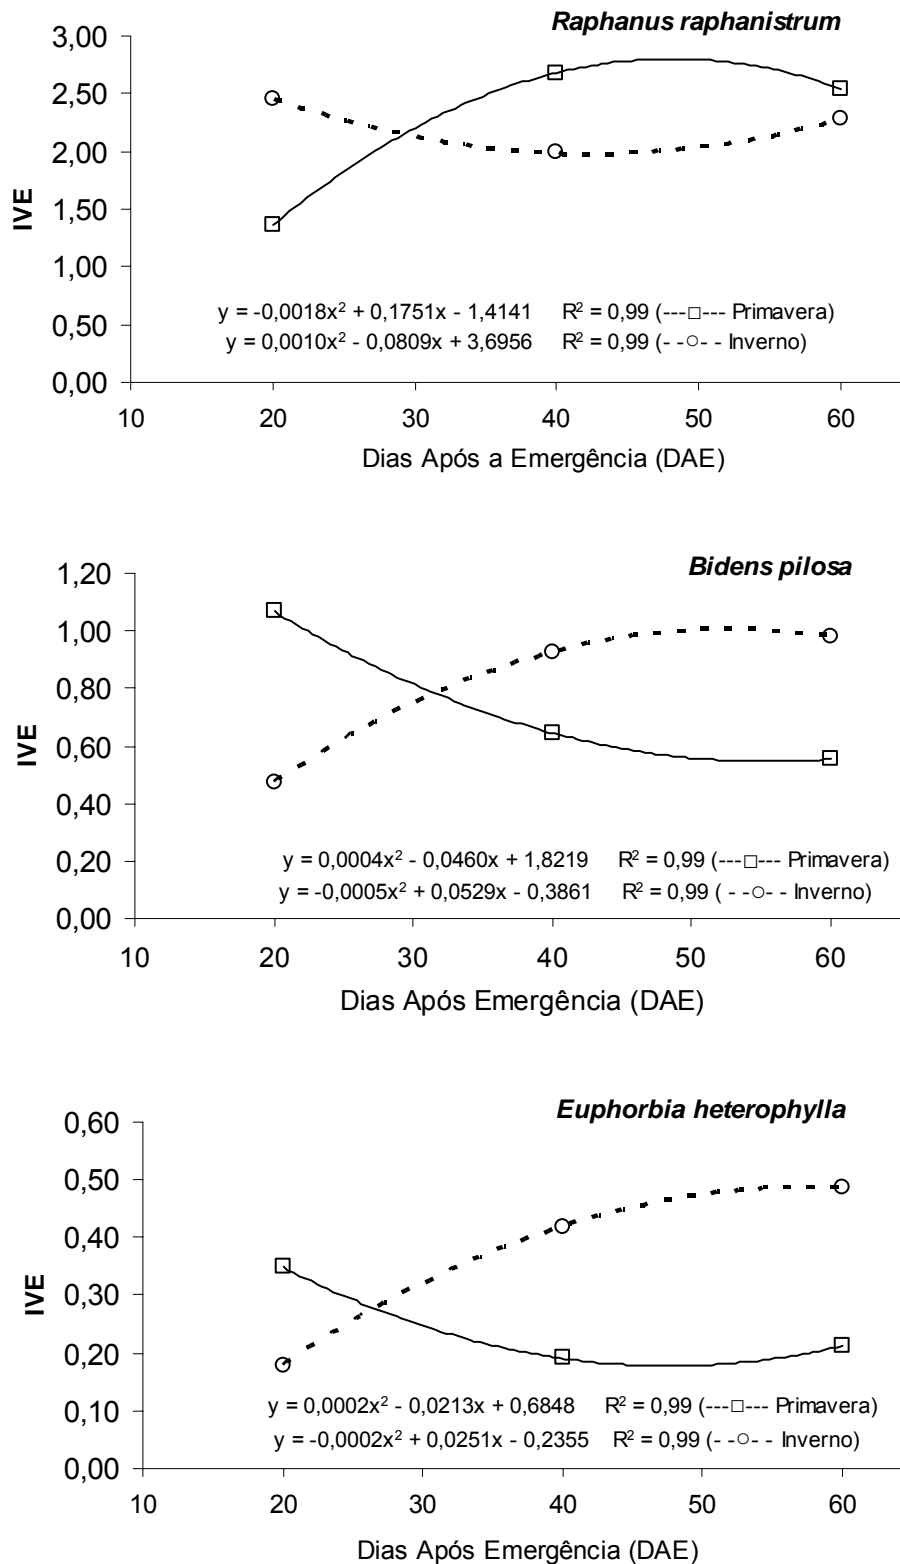 Raphanus raphanistrum
3,00
2,50
2,00
1,50
1,00
0,50
0,00
IVE
y = -0,0018x² + 0,1751x - 1,4141 R² = 0,99 (---□--- Primavera)
y = 0,0010x² - 0,0809x + 3,6956 R² = 0,99 (- -○- - Inverno)
10 20 30 40 50 60
Dias Após a Emergência (DAE)
Bidens pilosa
1,20
1,00
0,80
0,60
0,40
0,20
0,00
IVE
y = 0,0004x² - 0,0460x + 1,8219 R² = 0,99 (---□--- Primavera)
y = -0,0005x² + 0,0529x - 0,3861 R² = 0,99 ( - -○- - Inverno)
10 20 30 40 50 60
Dias Após Emergência (DAE)
Euphorbia heterophylla
0,60
0,50
0,40
0,30
0,20
0,10
0,00
IVE
y = 0,0002x² - 0,0213x + 0,6848 R² = 0,99 (---□--- Primavera)
y = -0,0002x² + 0,0251x - 0,2355 R² = 0,99 (- -○- - Inverno)
10 20 30 40 50 60
Dias Após Emergência (DAE)